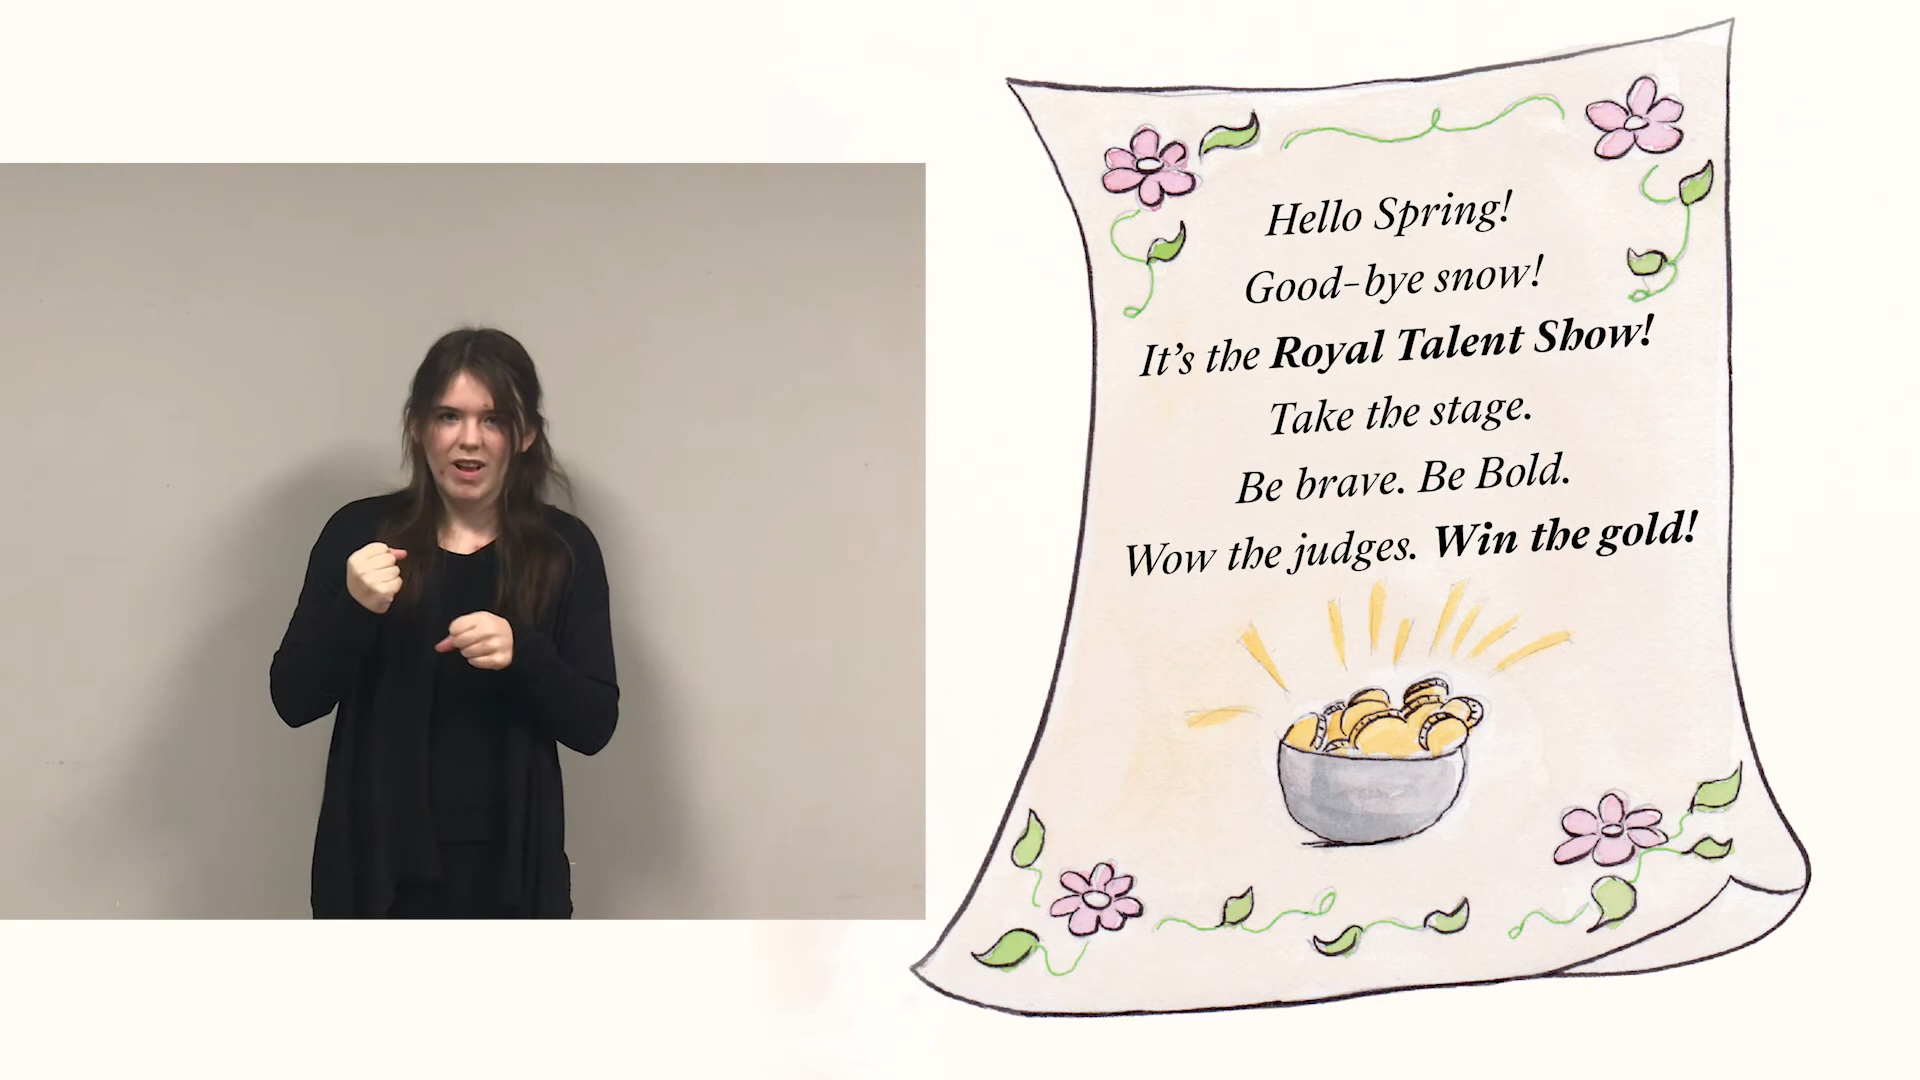 Hello Spring!
Good-bye snow!
It's the Royal Talent Show!
Take the stage.
Be brave. Be Bold.
Wow the judges. Win the gold!